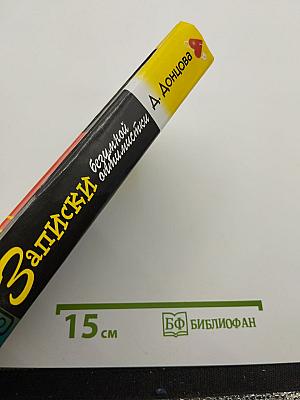 Д. Донцова
Записки
безумной
оптимистки
15 см
БФ БИБЛИОФАН